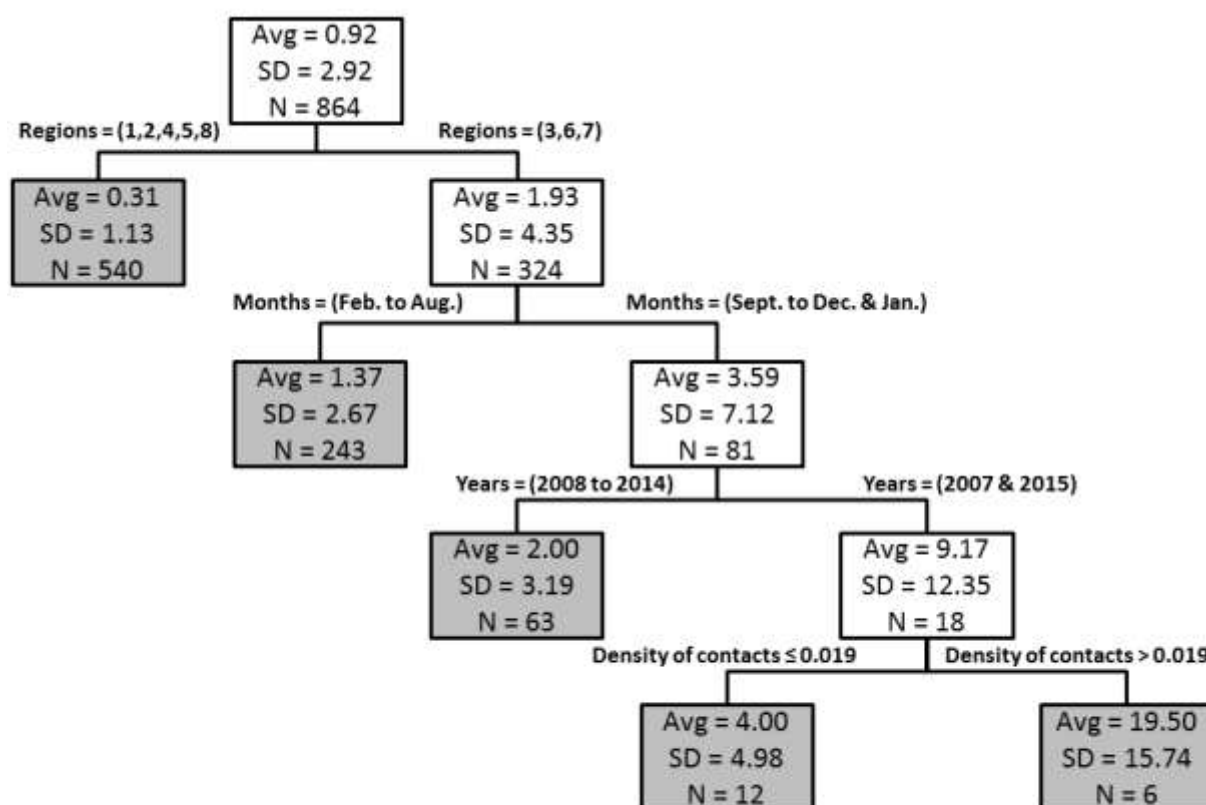 Avg = 0.92
SD = 2.92
N = 864
Regions = (1,2,4,5,8)
Regions = (3,6,7)
Avg = 0.31
SD = 1.13
N = 540
Avg = 1.93
SD = 4.35
N = 324
Months = (Feb. to Aug.)
Months = (Sept. to Dec. & Jan.)
Avg = 1.37
SD = 2.67
N = 243
Avg = 3.59
SD = 7.12
N = 81
Years = (2008 to 2014)
Years = (2007 & 2015)
Avg = 2.00
SD = 3.19
N = 63
Avg = 9.17
SD = 12.35
N = 18
Density of contacts ≤ 0.019
Density of contacts > 0.019
Avg = 4.00
SD = 4.98
N = 12
Avg = 19.50
SD = 15.74
N = 6